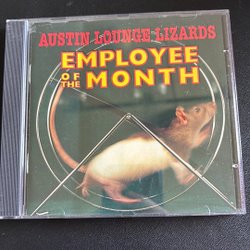 AUSTIN LOUNGE LIZARDS
EMPLOYEE
OF THE MONTH